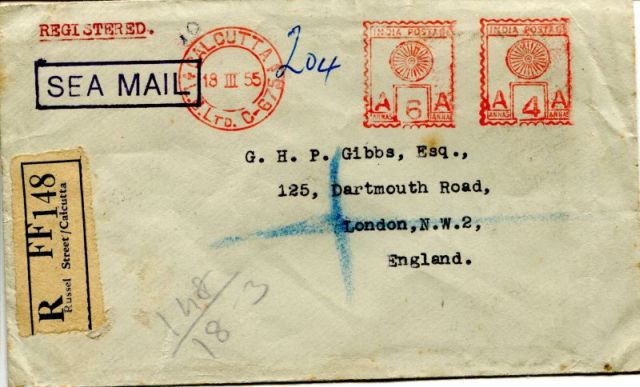 REGISTERED.
SEA MAIL
CALCUTTA
18 III 55
LTD. C-G75
204
INDIA POSTAGE
A 6 A
ANNAS ANNAS
INDIA POSTAGE
A 4 A
ANNAS ANNAS
G. H. P. Gibbs, Esq.,
125, Dartmouth Road,
London, N.W.2,
England.
R FF148
Russel Street/Calcutta
148
18 3